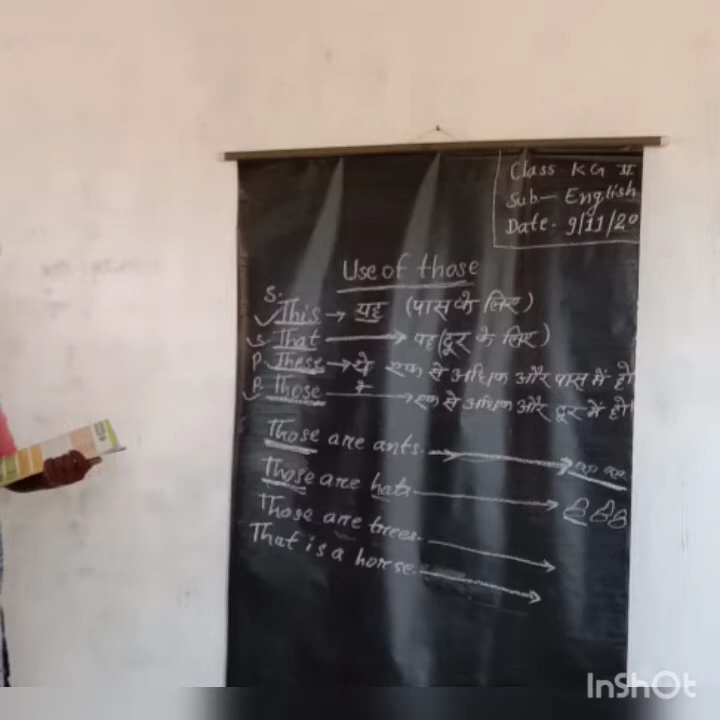 Class KG II
Sub- English
Date- 9/11/20
Use of those
S. This → यह (पास के लिए)
S. That → वह (दूर के लिए)
P. These → ये एक से अधिक और पास में हो
P. Those → वे एक से अधिक और दूर में हो
Those are ants.
Those are hats
Those are trees.
That is a horse.
InShOt